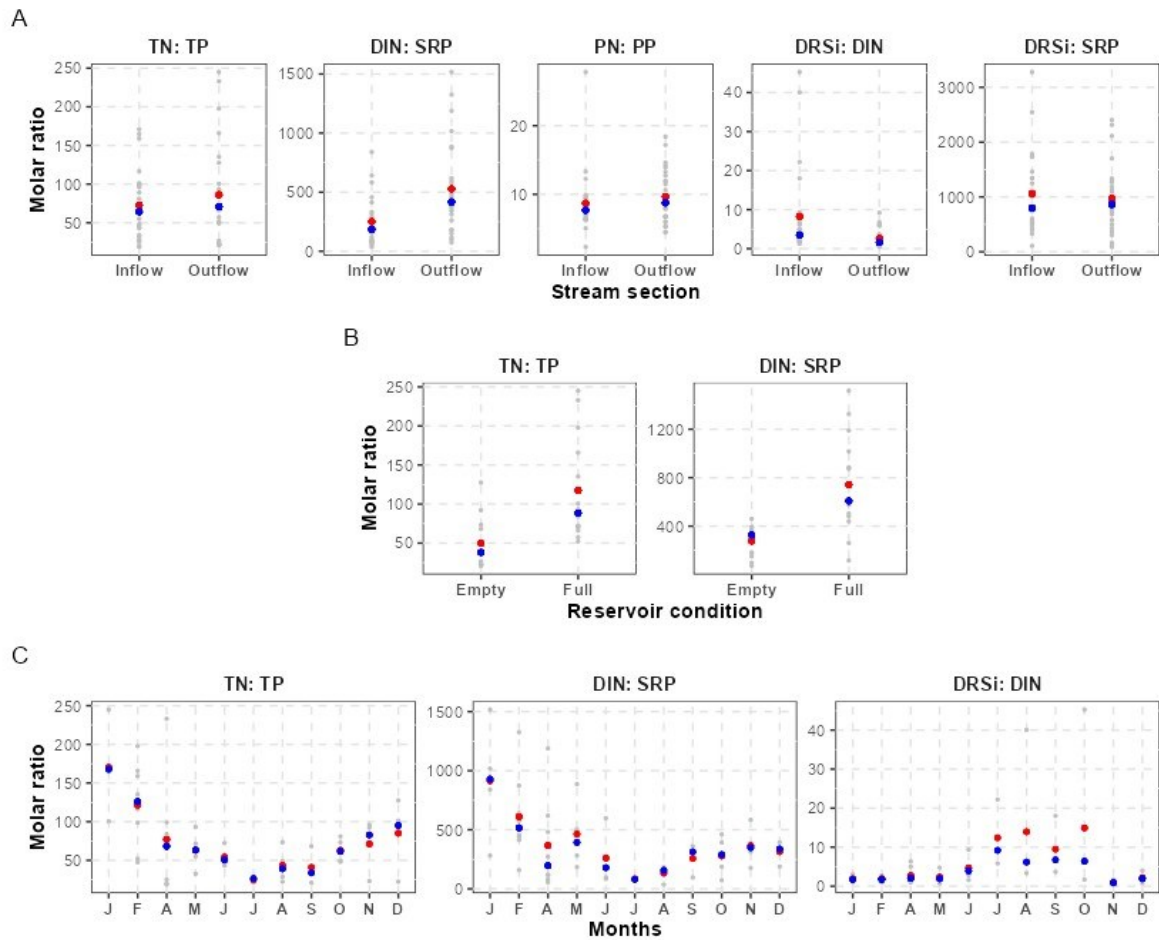 A
TN: TP DIN: SRP PN: PP DRSi: DIN DRSi: SRP
Molar ratio
250
200
150
100
50
1500
1000
500
0
20
10
45
40
30
20
10
0
3000
2000
1000
0
Inflow Outflow Inflow Outflow Inflow Outflow Inflow Outflow Inflow Outflow
Stream section
B
TN: TP DIN: SRP
Molar ratio
250
200
150
100
50
1200
800
400
Empty Full Empty Full
Reservoir condition
C
TN: TP DIN: SRP DRSi: DIN
Molar ratio
250
200
150
100
50
1500
1000
500
0
40
30
20
10
0
J F A M J J A S O N D J F A M J J A S O N D J F A M J J A S O N D
Months